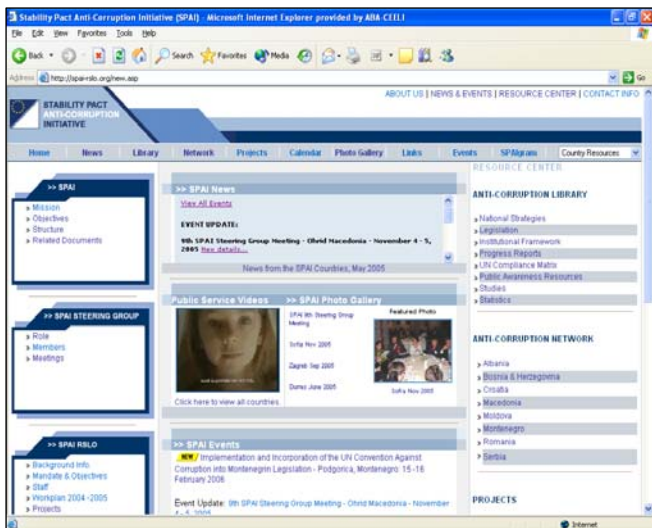 Stability Pact Anti-Corruption Initiative (SPAI) - Microsoft Internet Explorer provided by ABA-CEELI
File Edit View Favorites Tools Help
Back Search Favorites Media
Address http://spai-rslo.org/new.asp Go
ABOUT US | NEWS & EVENTS | RESOURCE CENTER | CONTACT INFO
STABILITY PACT
ANTI-CORRUPTION
INITIATIVE
Home News Library Network Projects Calendar Photo Gallery Links Events SPAIgram Country Resources
>> SPAI
Mission
Objectives
Structure
Related Documents
>> SPAI STEERING GROUP
Role
Members
Meetings
>> SPAI RSLO
Background Info
Mandate & Objectives
Staff
Workplan 2004-2005
Projects
>> SPAI News
View All Events
EVENT UPDATE:
9th SPAI Steering Group Meeting - Ohrid Macedonia - November 4 - 5,
2005
News from the SPAI Countries, May 2005
Public Service Videos >> SPAI Photo Gallery
SPAI 9th Steering Group
Meeting
Sofia Nov 2005
Zagreb Sep 2005
Durres June 2005
Featured Photo
Sofia Nov 2005
Click here to view all countries
>> SPAI Events
NEW Implementation and Incorporation of the UN Convention Against
Corruption into Montenegrin Legislation - Podgorica, Montenegro: 15 -16
February 2006
Event Update: 9th SPAI Steering Group Meeting - Ohrid Macedonia - November
4 - 5, 2005
RESOURCE CENTER
ANTI-CORRUPTION LIBRARY
National Strategies
Legislation
Institutional Framework
Progress Reports
UN Compliance Matrix
Public Awareness Resources
Studies
Statistics
ANTI-CORRUPTION NETWORK
Albania
Bosnia & Herzegovina
Croatia
Macedonia
Moldova
Montenegro
Romania
Serbia
PROJECTS
Internet